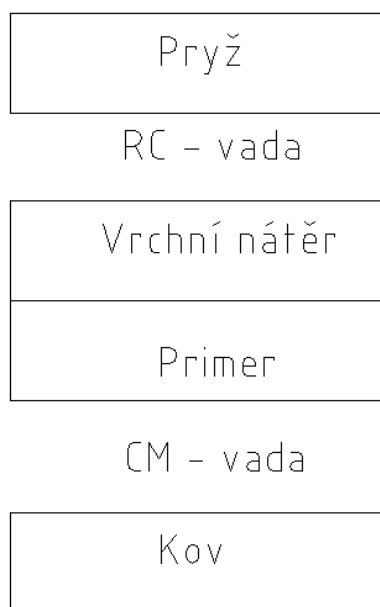 Pryž
RC - vada
Vrchní nátěr
Primer
CM - vada
Kov